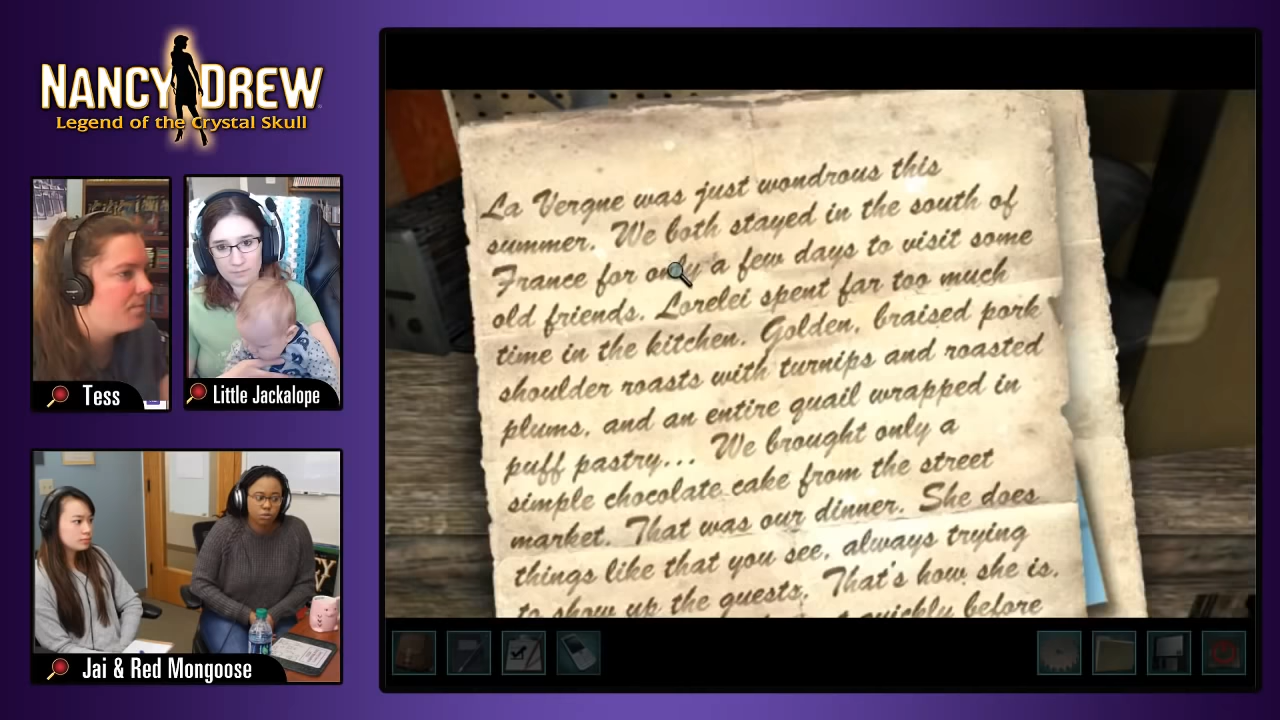 NANCY DREW
Legend of the Crystal Skull
Tess
Little Jackalope
Jai & Red Mongoose
La Vergne was just wondrous this
summer. We both stayed in the south of
France for only a few days to visit some
old friends. Lorelei spent far too much
time in the kitchen. Golden, braised pork
shoulder roasts with turnips and roasted
plums, and an entire quail wrapped in
puff pastry... We brought only a
simple chocolate cake from the street
market. That was our dinner. She does
things like that you see, always trying
to show up the guests. That's how she is.
quickly before